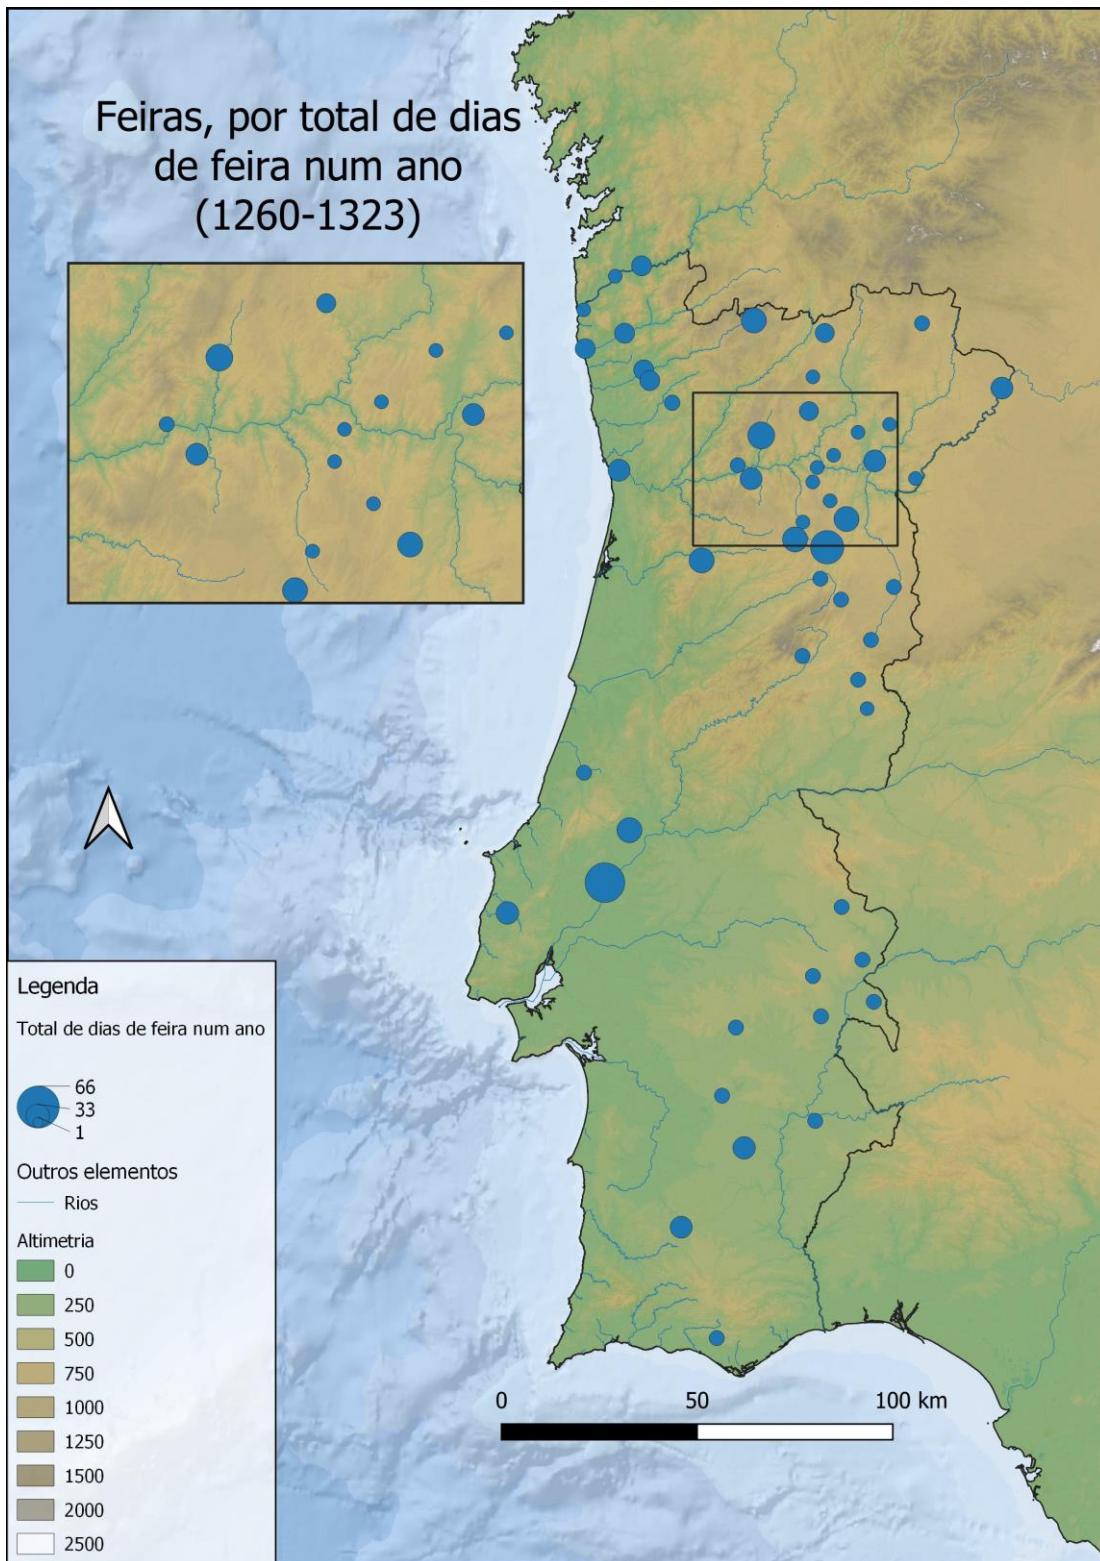 Feiras, por total de dias
de feira num ano
(1260-1323)
Legenda
Total de dias de feira num ano
66
33
1
Outros elementos
Rios
Altimetria
0
250
500
750
1000
1250
1500
2000
2500
0 50 100 km